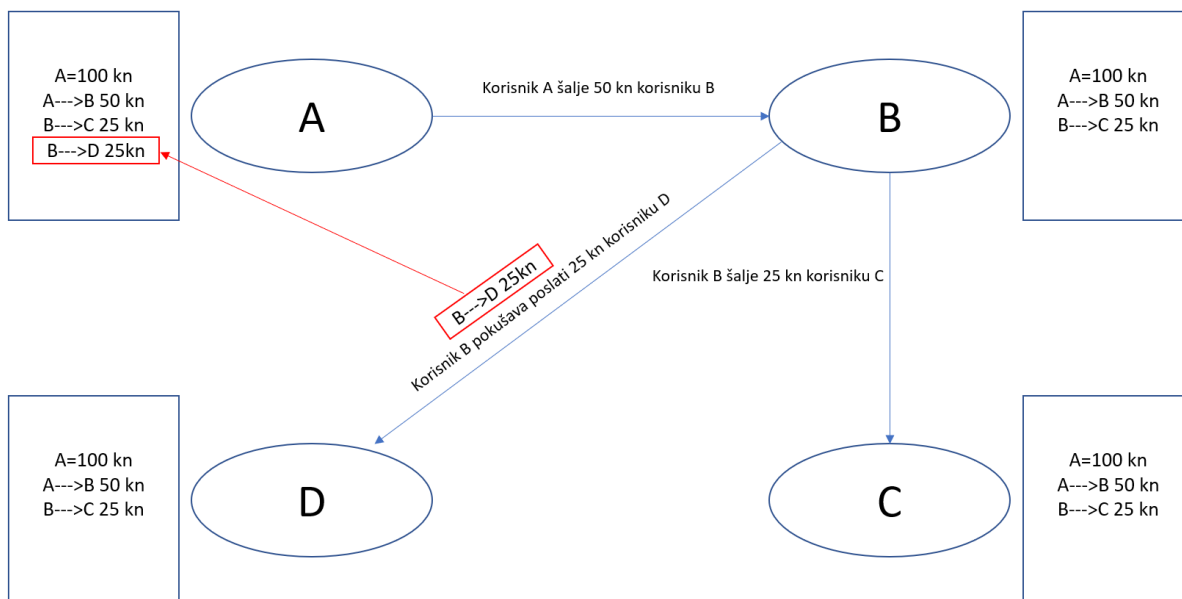 A=100 kn
A--->B 50 kn
B--->C 25 kn
B--->D 25kn
A
Korisnik A šalje 50 kn korisniku B
B
A=100 kn
A--->B 50 kn
B--->C 25 kn
B--->D 25kn
Korisnik B pokušava poslati 25 kn korisniku D
Korisnik B šalje 25 kn korisniku C
A=100 kn
A--->B 50 kn
B--->C 25 kn
D
C
A=100 kn
A--->B 50 kn
B--->C 25 kn